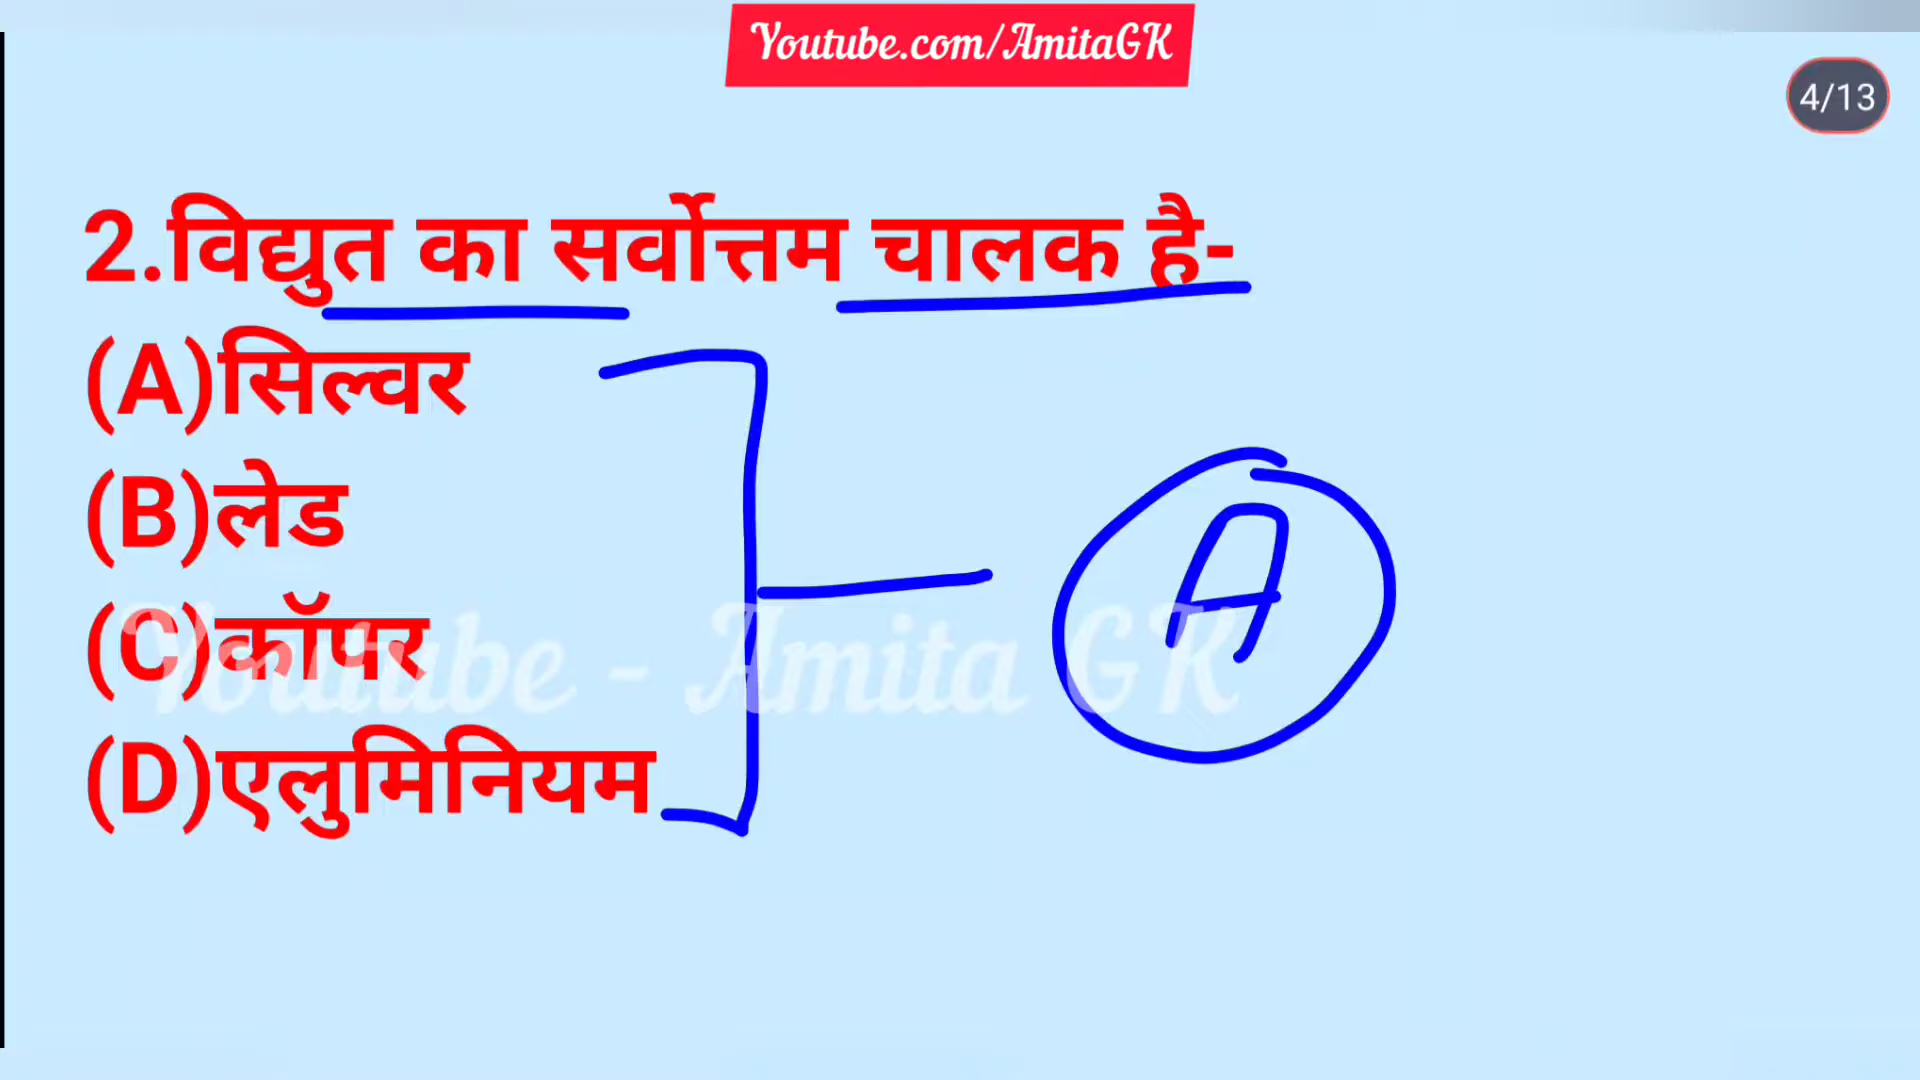 Youtube.com/AmitaGK
4/13
2.विद्युत का सर्वोत्तम चालक है-
(A)सिल्वर
(B)लेड
(C)कॉपर
(D)एलुमिनियम
A
Youtube - Amita GK